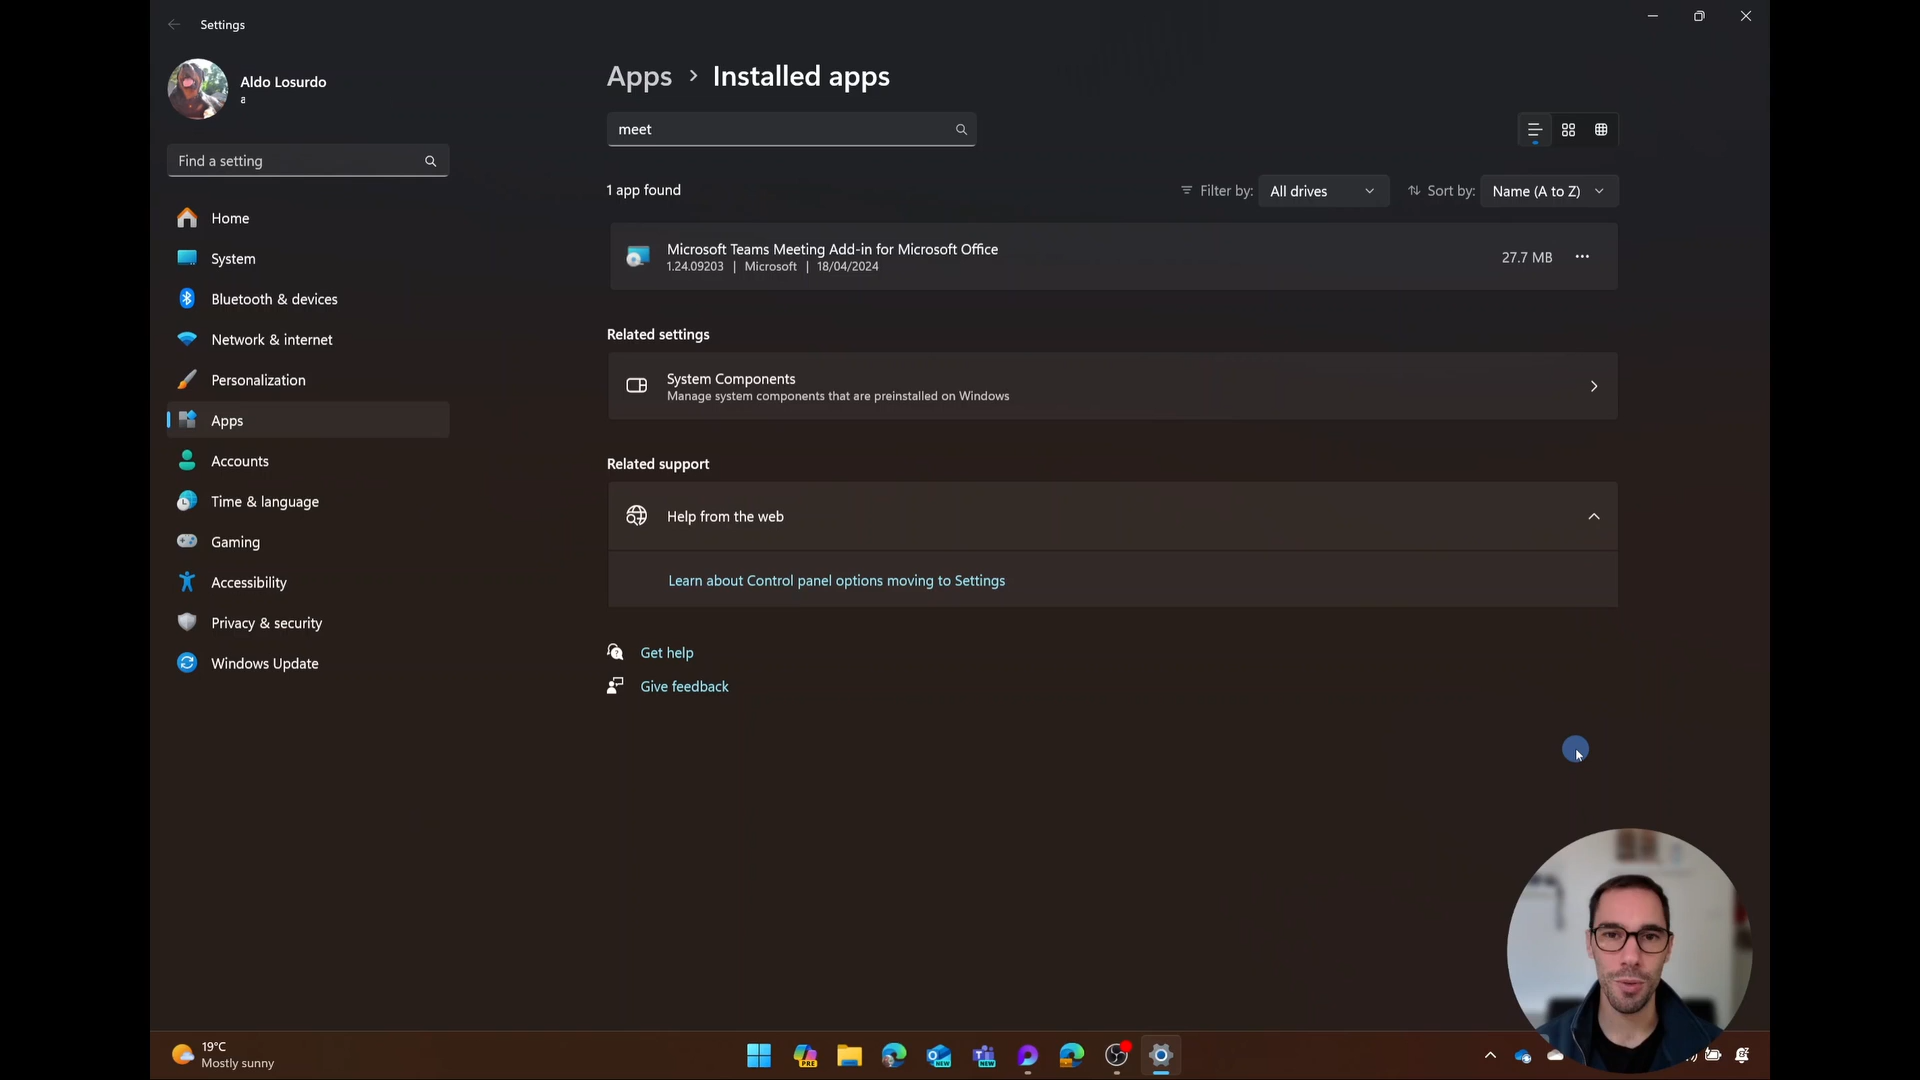 Settings
Aldo Losurdo
a
Find a setting
Home
System
Bluetooth & devices
Network & internet
Personalization
Apps
Accounts
Time & language
Gaming
Accessibility
Privacy & security
Windows Update
Apps > Installed apps
meet
1 app found
Filter by: All drives
Sort by: Name (A to Z)
Microsoft Teams Meeting Add-in for Microsoft Office
1.24.09203 | Microsoft | 18/04/2024
27.7 MB
Related settings
System Components
Manage system components that are preinstalled on Windows
Related support
Help from the web
Learn about Control panel options moving to Settings
Get help
Give feedback
19°C
Mostly sunny
PRE
NEW
NEW